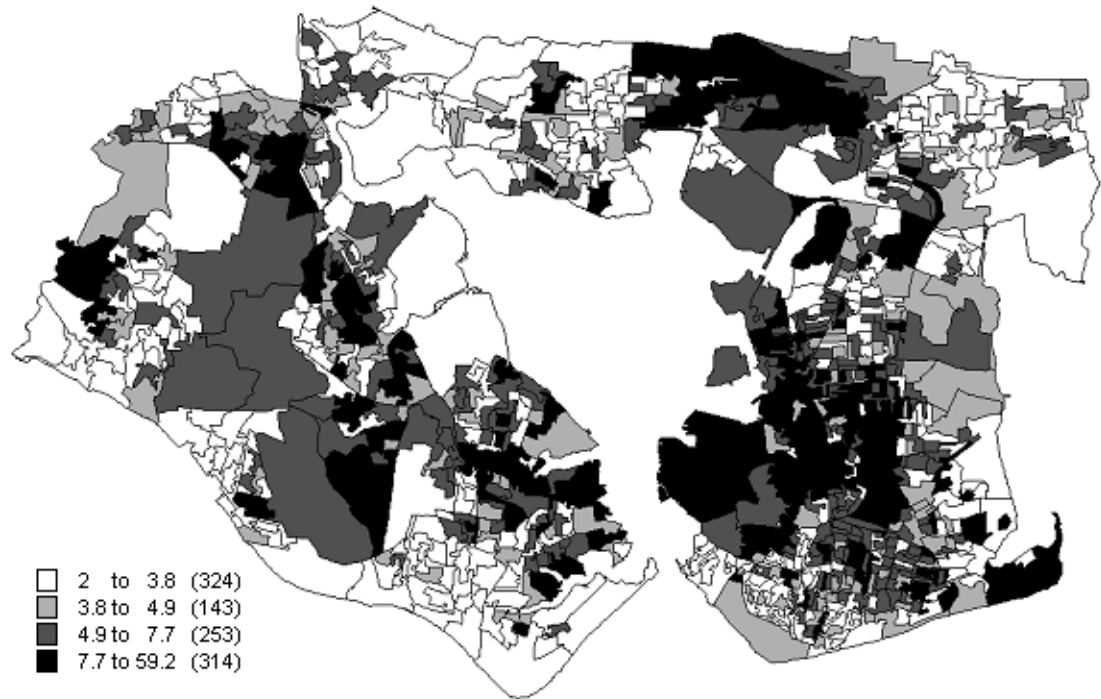 2 to 3.8 (324)
3.8 to 4.9 (143)
4.9 to 7.7 (253)
7.7 to 59.2 (314)